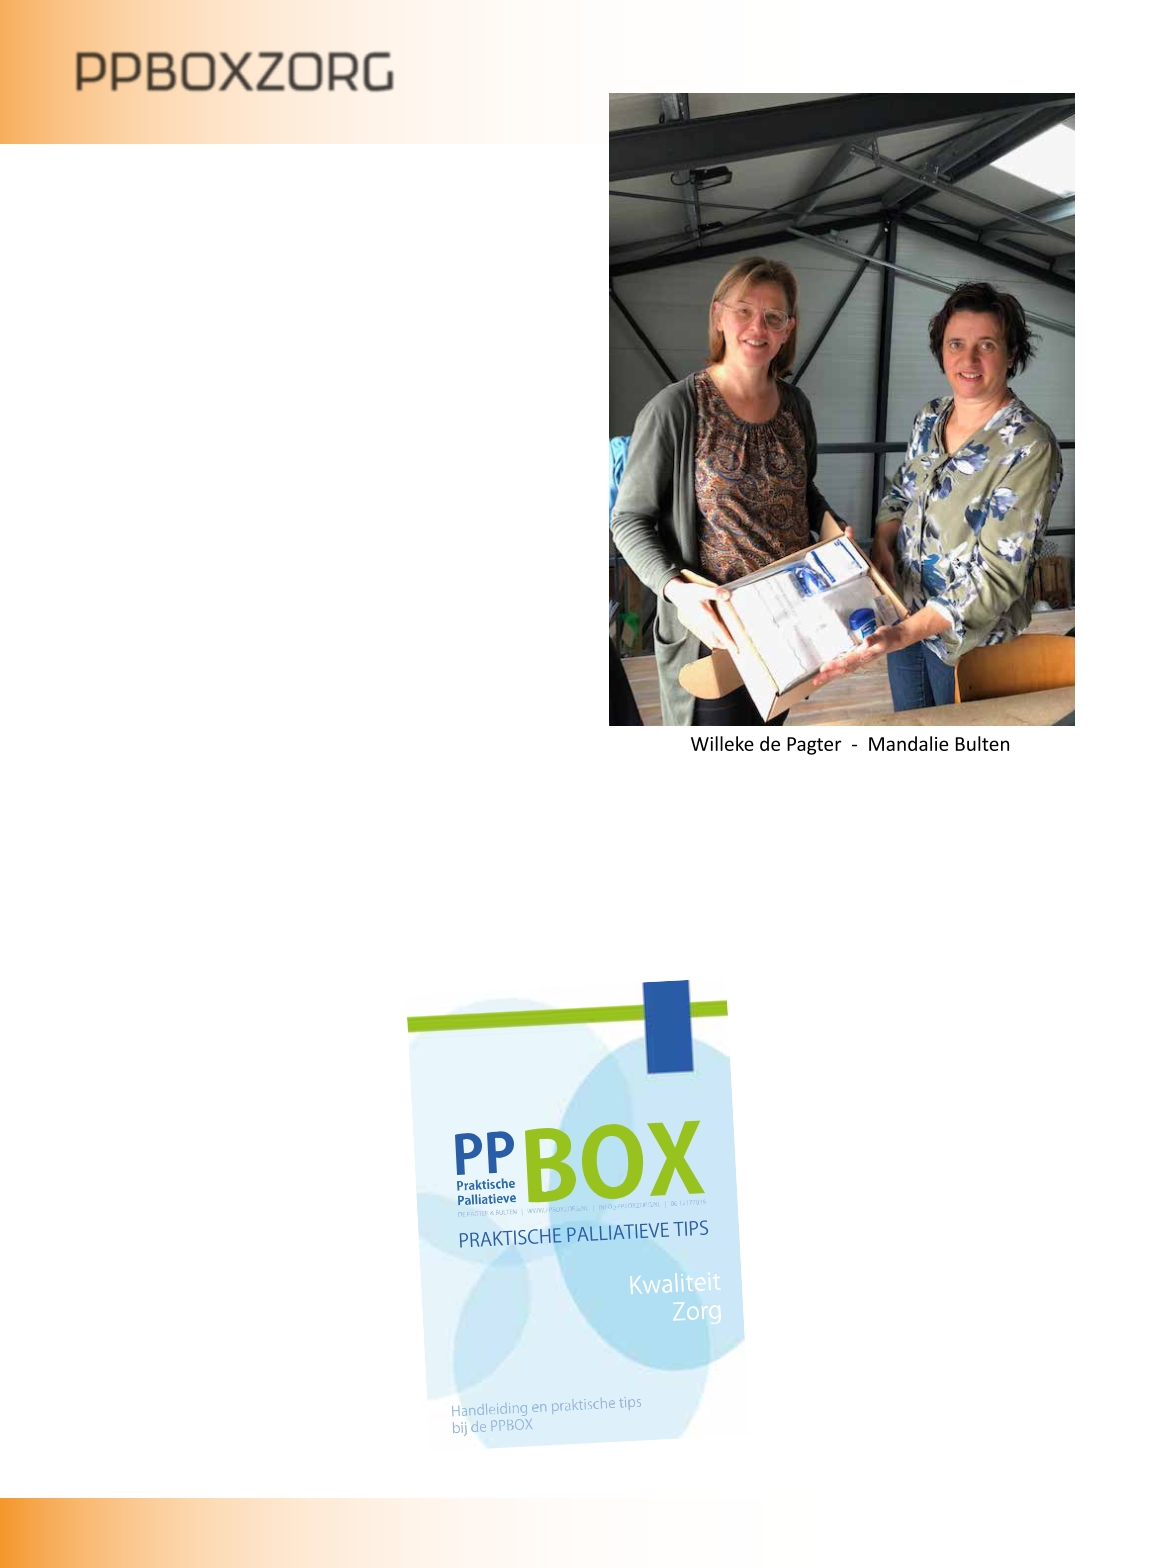 PPBOXZORG
Willeke de Pagter - Mandalie Bulten
PP BOX
Praktische
Palliatieve
PRAKTISCHE PALLIATIEVE TIPS
Kwaliteit
Zorg
Handleiding en praktische tips
bij de PPBOX